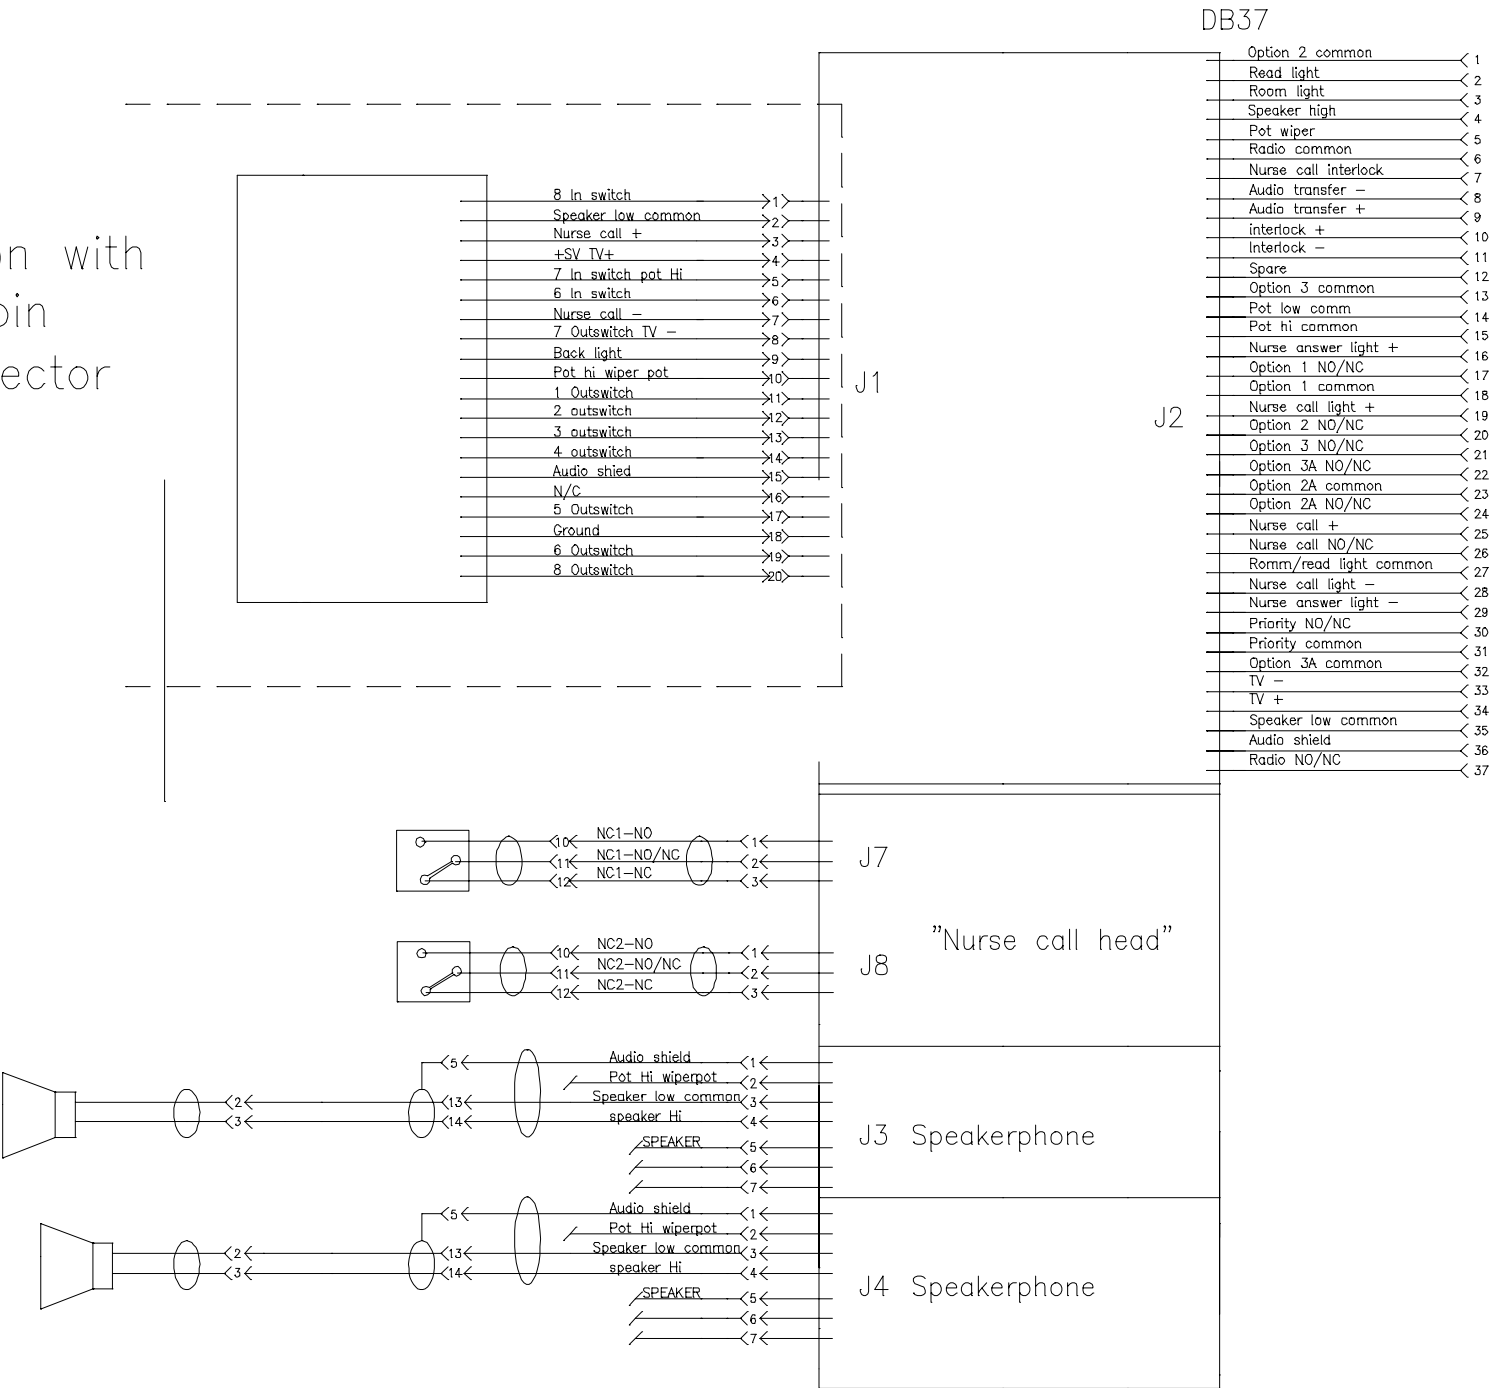 DB37
Option 2 common 1
Read light 2
Room light 3
Speaker high 4
Pot wiper 5
Radio common 6
Nurse call interlock 7
Audio transfer − 8
Audio transfer + 9
interlock + 10
Interlock − 11
Spare 12
Option 3 common 13
Pot low comm 14
Pot hi common 15
Nurse answer light + 16
Option 1 NO/NC 17
Option 1 common 18
Nurse call light + 19
Option 2 NO/NC 20
Option 3 NO/NC 21
Option 3A NO/NC 22
Option 2A common 23
Option 2A NO/NC 24
Nurse call + 25
Nurse call NO/NC 26
Romm/read light common 27
Nurse call light − 28
Nurse answer light − 29
Priority NO/NC 30
Priority common 31
Option 3A common 32
TV − 33
TV + 34
Speaker low common 35
Audio shield 36
Radio NO/NC 37
J2
on with
pin
ector
8 In switch 1
Speaker low common 2
Nurse call + 3
+SV TV+ 4
7 In switch pot Hi 5
6 In switch 6
Nurse call − 7
7 Outswitch TV − 8
Back light 9
Pot hi wiper pot 10
1 Outswitch 11
2 outswitch 12
3 outswitch 13
4 outswitch 14
Audio shied 15
N/C 16
5 Outswitch 17
Ground 18
6 Outswitch 19
8 Outswitch 20
J1
10 NC1−NO 1
11 NC1−NO/NC 2
12 NC1−NC 3
J7
"Nurse call head"
10 NC2−NO 1
11 NC2−NO/NC 2
12 NC2−NC 3
J8
5 Audio shield 1
Pot Hi wiperpot 2
2 13 Speaker low common 3
3 14 speaker Hi 4
SPEAKER 5
6
7
J3 Speakerphone
5 Audio shield 1
Pot Hi wiperpot 2
2 13 Speaker low common 3
3 14 speaker Hi 4
SPEAKER 5
6
7
J4 Speakerphone